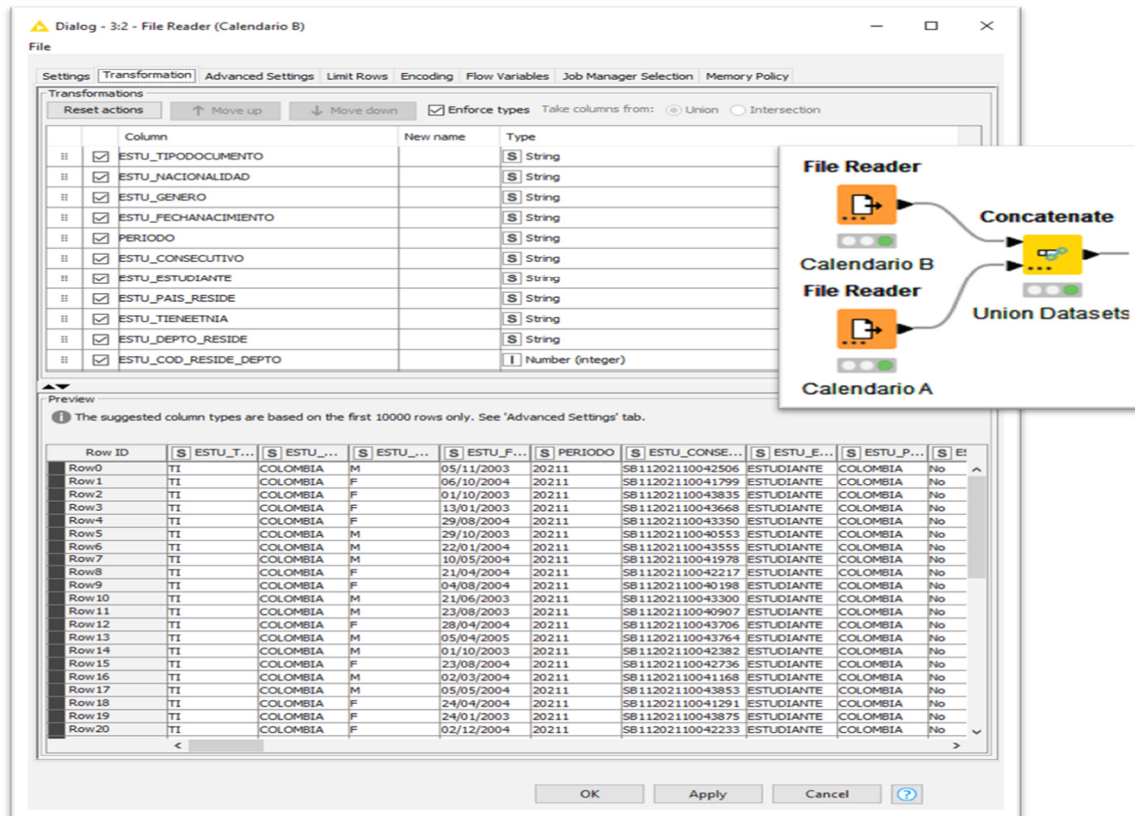 Dialog - 3:2 - File Reader (Calendario B)
File
Settings Transformation Advanced Settings Limit Rows Encoding Flow Variables Job Manager Selection Memory Policy
Transformations
Reset actions Move up Move down Enforce types Take columns from: Union Intersection
Column New name Type
ESTU_TIPODOCUMENTO S String
ESTU_NACIONALIDAD S String
ESTU_GENERO S String
ESTU_FECHANACIMIENTO S String
PERIODO S String
ESTU_CONSECUTIVO S String
ESTU_ESTUDIANTE S String
ESTU_PAIS_RESIDE S String
ESTU_TIENEETNIA S String
ESTU_DEPTO_RESIDE S String
ESTU_COD_RESIDE_DEPTO I Number (integer)
File Reader
Calendario B
Concatenate
Union Datasets
File Reader
Calendario A
Preview
The suggested column types are based on the first 10000 rows only. See 'Advanced Settings' tab.
Row ID S ESTU_T... S ESTU_... S ESTU_... S ESTU_F... S PERIODO S ESTU_CONSE... S ESTU_E... S ESTU_P... S ES
Row0 TI COLOMBIA M 05/11/2003 20211 SB11202110042506 ESTUDIANTE COLOMBIA No
Row1 TI COLOMBIA F 06/10/2004 20211 SB11202110041799 ESTUDIANTE COLOMBIA No
Row2 TI COLOMBIA F 01/10/2003 20211 SB11202110043835 ESTUDIANTE COLOMBIA No
Row3 TI COLOMBIA F 13/01/2003 20211 SB11202110043668 ESTUDIANTE COLOMBIA No
Row4 TI COLOMBIA F 29/08/2004 20211 SB11202110043350 ESTUDIANTE COLOMBIA No
Row5 TI COLOMBIA M 29/10/2003 20211 SB11202110040553 ESTUDIANTE COLOMBIA No
Row6 TI COLOMBIA M 22/01/2004 20211 SB11202110043555 ESTUDIANTE COLOMBIA No
Row7 TI COLOMBIA M 10/05/2004 20211 SB11202110041978 ESTUDIANTE COLOMBIA No
Row8 TI COLOMBIA F 21/04/2004 20211 SB11202110042217 ESTUDIANTE COLOMBIA No
Row9 TI COLOMBIA F 04/08/2004 20211 SB11202110040198 ESTUDIANTE COLOMBIA No
Row10 TI COLOMBIA M 21/06/2003 20211 SB11202110043300 ESTUDIANTE COLOMBIA No
Row11 TI COLOMBIA M 23/08/2003 20211 SB11202110040907 ESTUDIANTE COLOMBIA No
Row12 TI COLOMBIA F 28/04/2004 20211 SB11202110043706 ESTUDIANTE COLOMBIA No
Row13 TI COLOMBIA M 05/04/2005 20211 SB11202110043764 ESTUDIANTE COLOMBIA No
Row14 TI COLOMBIA M 01/10/2003 20211 SB11202110042382 ESTUDIANTE COLOMBIA No
Row15 TI COLOMBIA F 23/08/2004 20211 SB11202110042736 ESTUDIANTE COLOMBIA No
Row16 TI COLOMBIA M 02/03/2004 20211 SB11202110041168 ESTUDIANTE COLOMBIA No
Row17 TI COLOMBIA M 05/05/2004 20211 SB11202110043853 ESTUDIANTE COLOMBIA No
Row18 TI COLOMBIA F 24/04/2004 20211 SB11202110041291 ESTUDIANTE COLOMBIA No
Row19 TI COLOMBIA F 24/01/2003 20211 SB11202110043875 ESTUDIANTE COLOMBIA No
Row20 TI COLOMBIA F 02/12/2004 20211 SB11202110042233 ESTUDIANTE COLOMBIA No
OK Apply Cancel ?